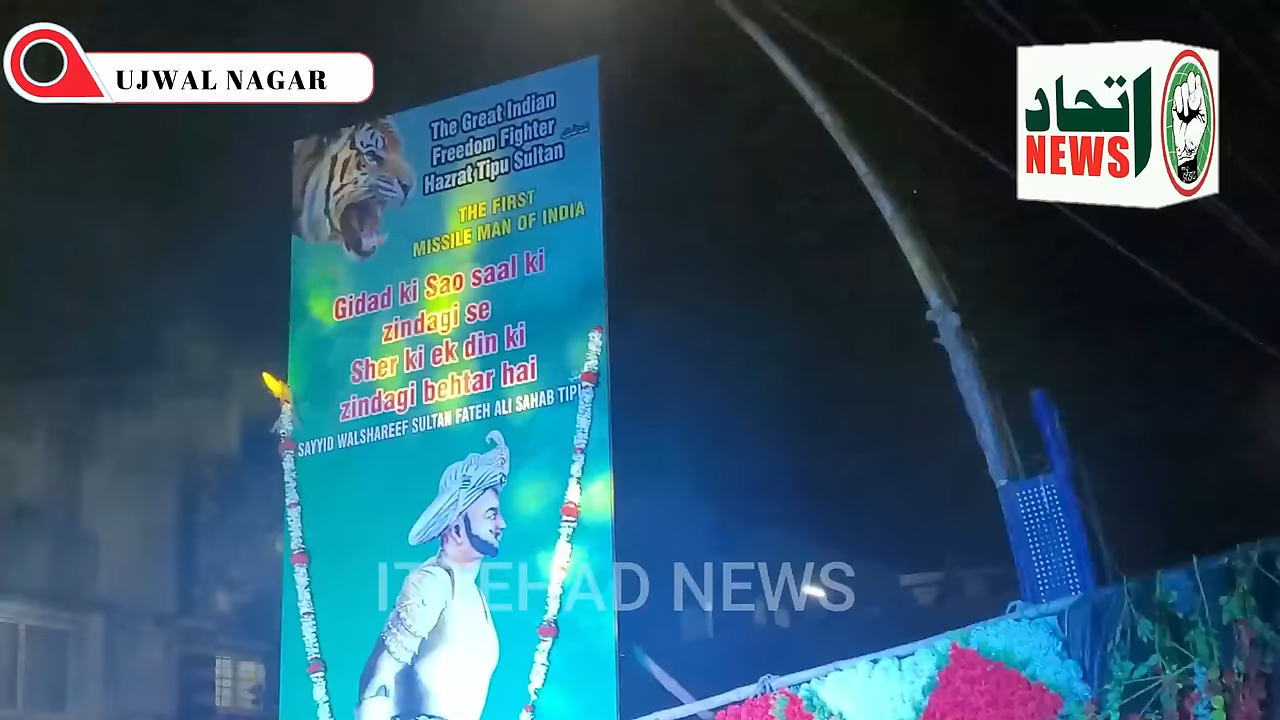 UJWAL NAGAR
اتحاد
NEWS
The Great Indian
Freedom Fighter
Hazrat Tipu Sultan
THE FIRST
MISSILE MAN OF INDIA
Gidad ki Sao saal ki
zindagi se
Sher ki ek din ki
zindagi behtar hai
SAYYID WALSHAREEF SULTAN FATEH ALI SAHAB TIPU
ITTEHAD NEWS